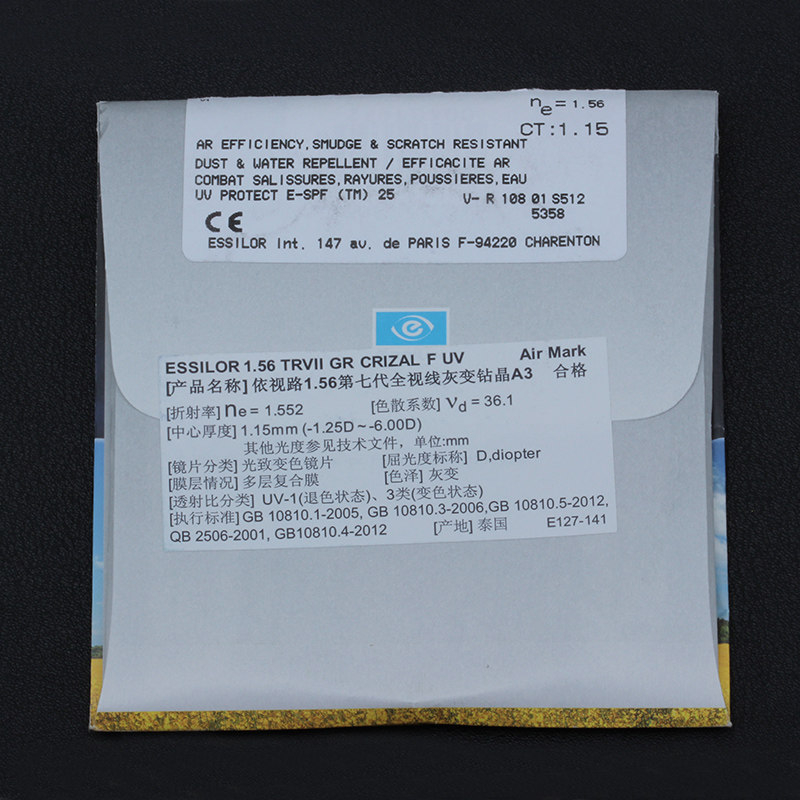 ne = 1.56
CT:1.15
AR EFFICIENCY,SMUDGE & SCRATCH RESISTANT
DUST & WATER REPELLENT / EFFICACITE AR
COMBAT SALISSURES,RAYURES,POUSSIERES,EAU
UV PROTECT E-SPF (TM) 25 V- R 108 01 S512
5358
CE
ESSILOR Int. 147 av. de PARIS F-94220 CHARENTON
ESSILOR 1.56 TRVII GR CRIZAL F UV Air Mark
[产品名称] 依视路1.56第七代全视线灰变钻晶A3 合格
[折射率] ne = 1.552 [色散系数] νd = 36.1
[中心厚度] 1.15mm (-1.25D ~ -6.00D)
其他光度参见技术文件，单位:mm
[镜片分类] 光致变色镜片 [屈光度标称] D,diopter
[膜层情况] 多层复合膜 [色泽] 灰变
[透射比分类] UV-1(退色状态)、3类(变色状态)
[执行标准] GB 10810.1-2005, GB 10810.3-2006,GB 10810.5-2012,
QB 2506-2001, GB10810.4-2012 [产地] 泰国 E127-141